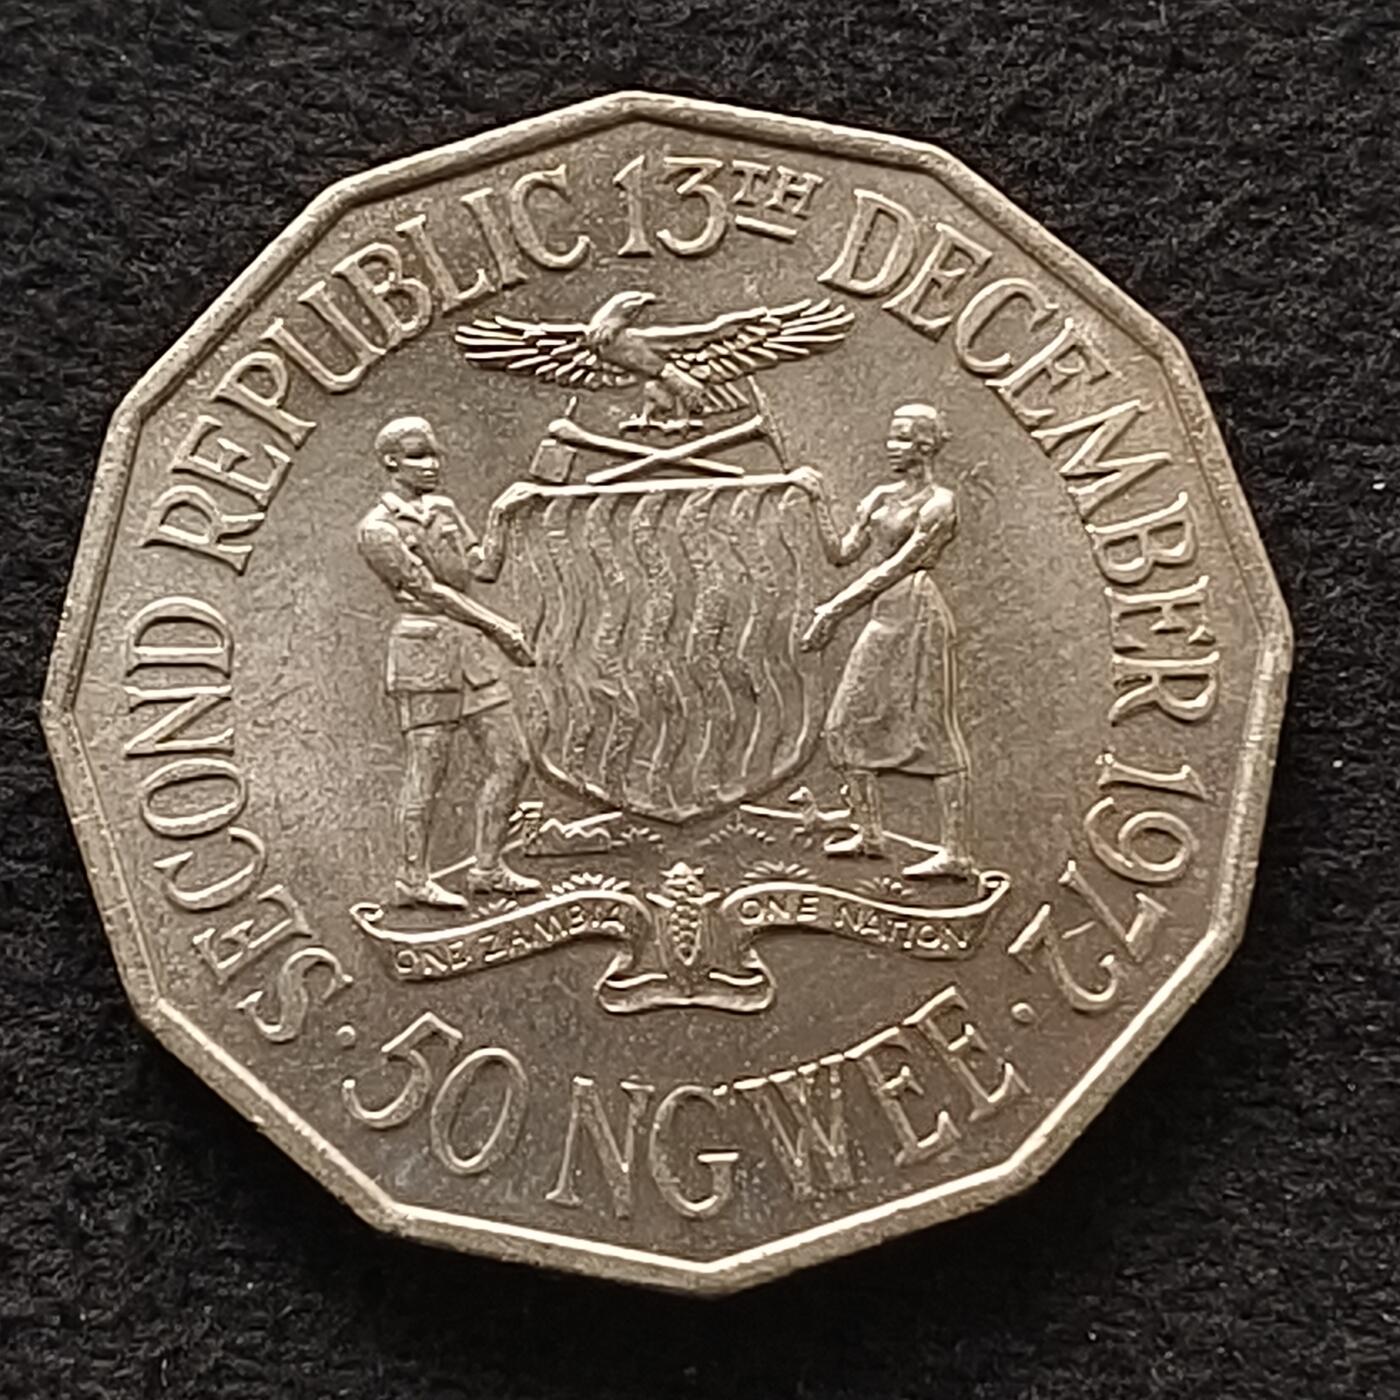 SECOND REPUBLIC 13TH DECEMBER 1972
ONE ZAMBIA ONE NATION
· 50 NGWEE ·